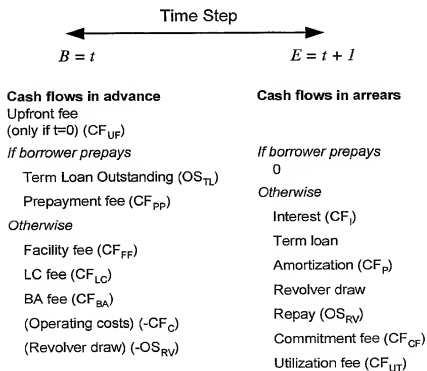 Time Step
B = t
E = t + 1
Cash flows in advance
Upfront fee
(only if t=0) (CF_UF)
If borrower prepays
Term Loan Outstanding (OS_TL)
Prepayment fee (CF_PP)
Otherwise
Facility fee (CF_FF)
LC fee (CF_LC)
BA fee (CF_BA)
(Operating costs) (-CF_C)
(Revolver draw) (-OS_RV)
Cash flows in arrears
If borrower prepays
0
Otherwise
Interest (CF_I)
Term loan
Amortization (CF_P)
Revolver draw
Repay (OS_RV)
Commitment fee (CF_CF)
Utilization fee (CF_UT)